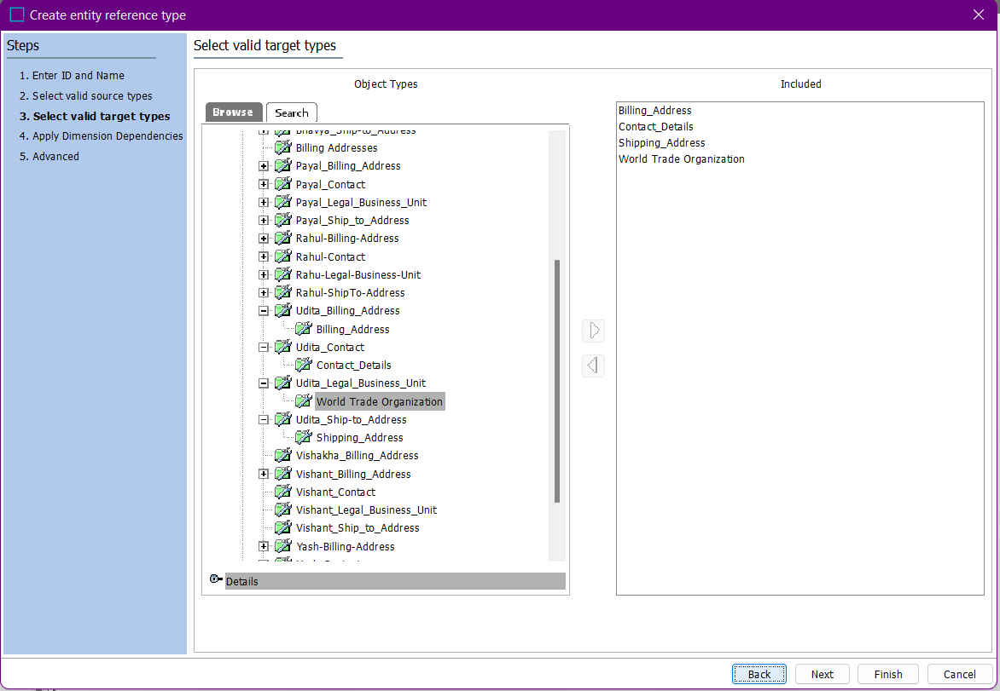 Create entity reference type
Steps
1. Enter ID and Name
2. Select valid source types
3. Select valid target types
4. Apply Dimension Dependencies
5. Advanced
Select valid target types
Object Types
Included
Browse
Search
Bhavya_Ship-to_Address
Billing Addresses
Payal_Billing_Address
Payal_Contact
Payal_Legal_Business_Unit
Payal_Ship_to_Address
Rahul-Billing-Address
Rahul-Contact
Rahu-Legal-Business-Unit
Rahul-ShipTo-Address
Udita_Billing_Address
Billing_Address
Udita_Contact
Contact_Details
Udita_Legal_Business_Unit
World Trade Organization
Udita_Ship-to_Address
Shipping_Address
Vishakha_Billing_Address
Vishant_Billing_Address
Vishant_Contact
Vishant_Legal_Business_Unit
Vishant_Ship_to_Address
Yash-Billing-Address
Details
Billing_Address
Contact_Details
Shipping_Address
World Trade Organization
Back
Next
Finish
Cancel